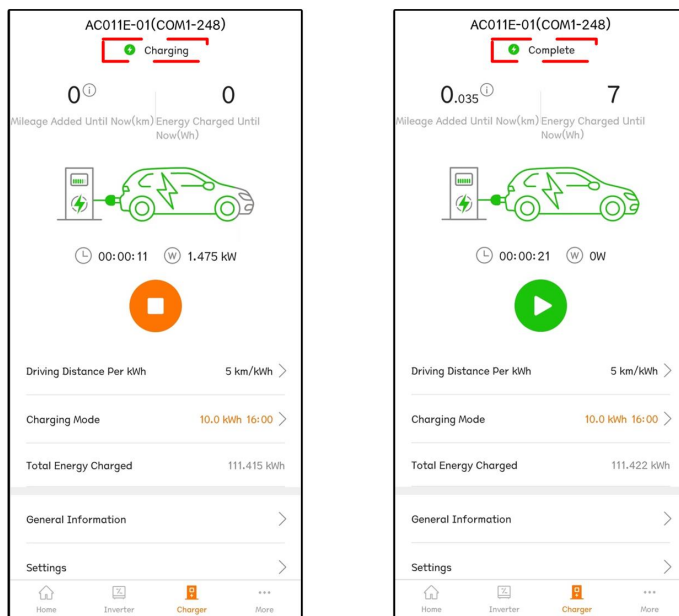 AC011E-01(COM1-248)
Charging
0
0
Mileage Added Until Now(km) Energy Charged Until
Now(Wh)
00:00:11 W 1.475 kW
Driving Distance Per kWh 5 km/kWh
Charging Mode 10.0 kWh 16:00
Total Energy Charged 111.415 kWh
General Information
Settings
Home Inverter Charger More
AC011E-01(COM1-248)
Complete
0.035
7
Mileage Added Until Now(km) Energy Charged Until
Now(Wh)
00:00:21 W 0W
Driving Distance Per kWh 5 km/kWh
Charging Mode 10.0 kWh 16:00
Total Energy Charged 111.422 kWh
General Information
Settings
Home Inverter Charger More